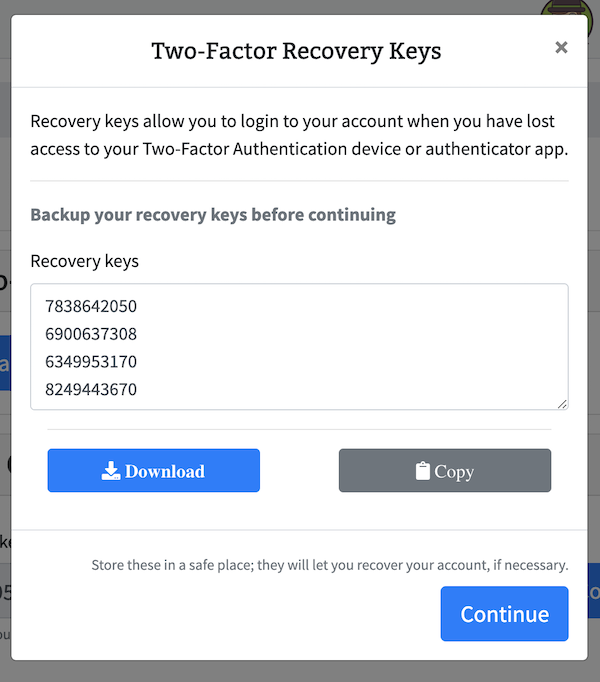 Two-Factor Recovery Keys
×
Recovery keys allow you to login to your account when you have lost
access to your Two-Factor Authentication device or authenticator app.
Backup your recovery keys before continuing
Recovery keys
7838642050
6900637308
6349953170
8249443670
Download
Copy
Store these in a safe place; they will let you recover your account, if necessary.
Continue